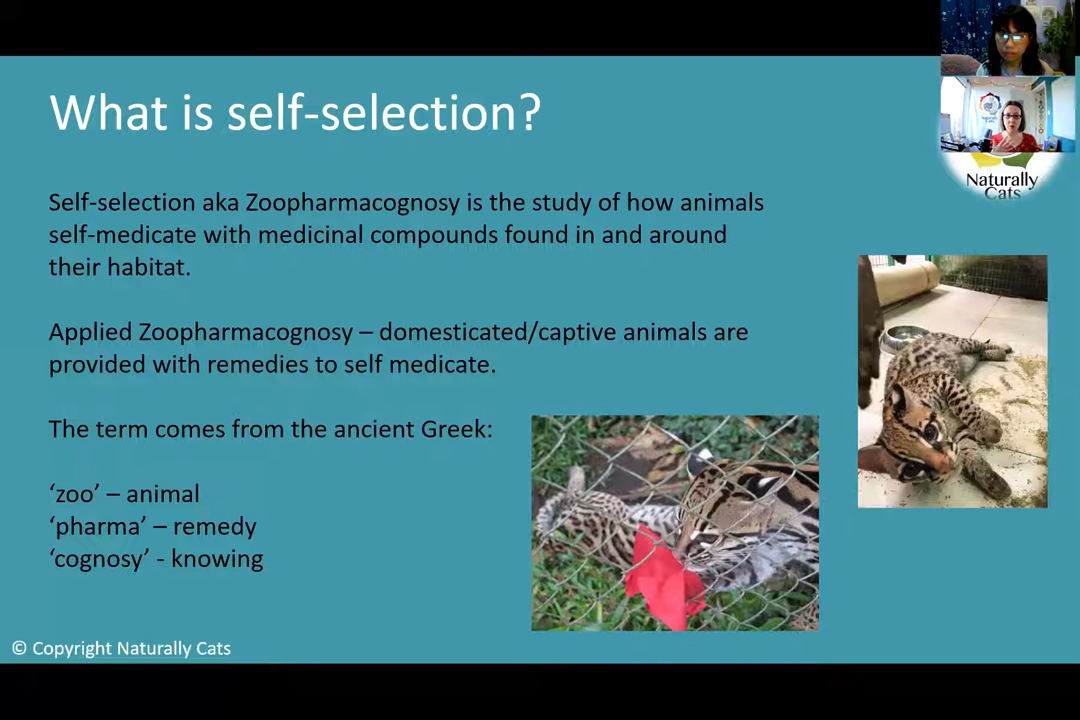 What is self-selection?
Naturally
Cats
Naturally
Cats
Self-selection aka Zoopharmacognosy is the study of how animals
self-medicate with medicinal compounds found in and around
their habitat.
Applied Zoopharmacognosy – domesticated/captive animals are
provided with remedies to self medicate.
The term comes from the ancient Greek:
‘zoo’ – animal
‘pharma’ – remedy
‘cognosy’ - knowing
© Copyright Naturally Cats